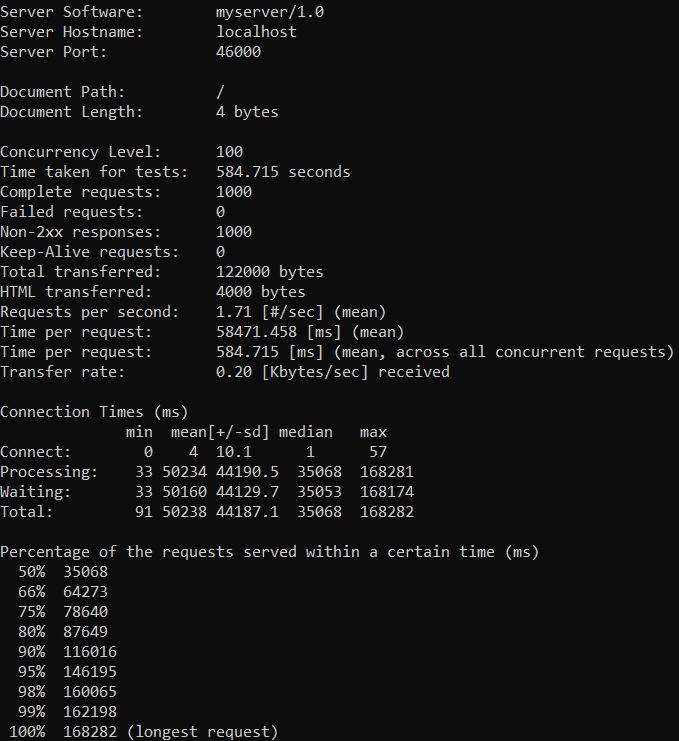 Server Software: myserver/1.0
Server Hostname: localhost
Server Port: 46000
Document Path: /
Document Length: 4 bytes
Concurrency Level: 100
Time taken for tests: 584.715 seconds
Complete requests: 1000
Failed requests: 0
Non-2xx responses: 1000
Keep-Alive requests: 0
Total transferred: 122000 bytes
HTML transferred: 4000 bytes
Requests per second: 1.71 [#/sec] (mean)
Time per request: 58471.458 [ms] (mean)
Time per request: 584.715 [ms] (mean, across all concurrent requests)
Transfer rate: 0.20 [Kbytes/sec] received
Connection Times (ms)
min mean[+/-sd] median max
Connect: 0 4 10.1 1 57
Processing: 33 50234 44190.5 35068 168281
Waiting: 33 50160 44129.7 35053 168174
Total: 91 50238 44187.1 35068 168282
Percentage of the requests served within a certain time (ms)
50% 35068
66% 64273
75% 78640
80% 87649
90% 116016
95% 146195
98% 160065
99% 162198
100% 168282 (longest request)